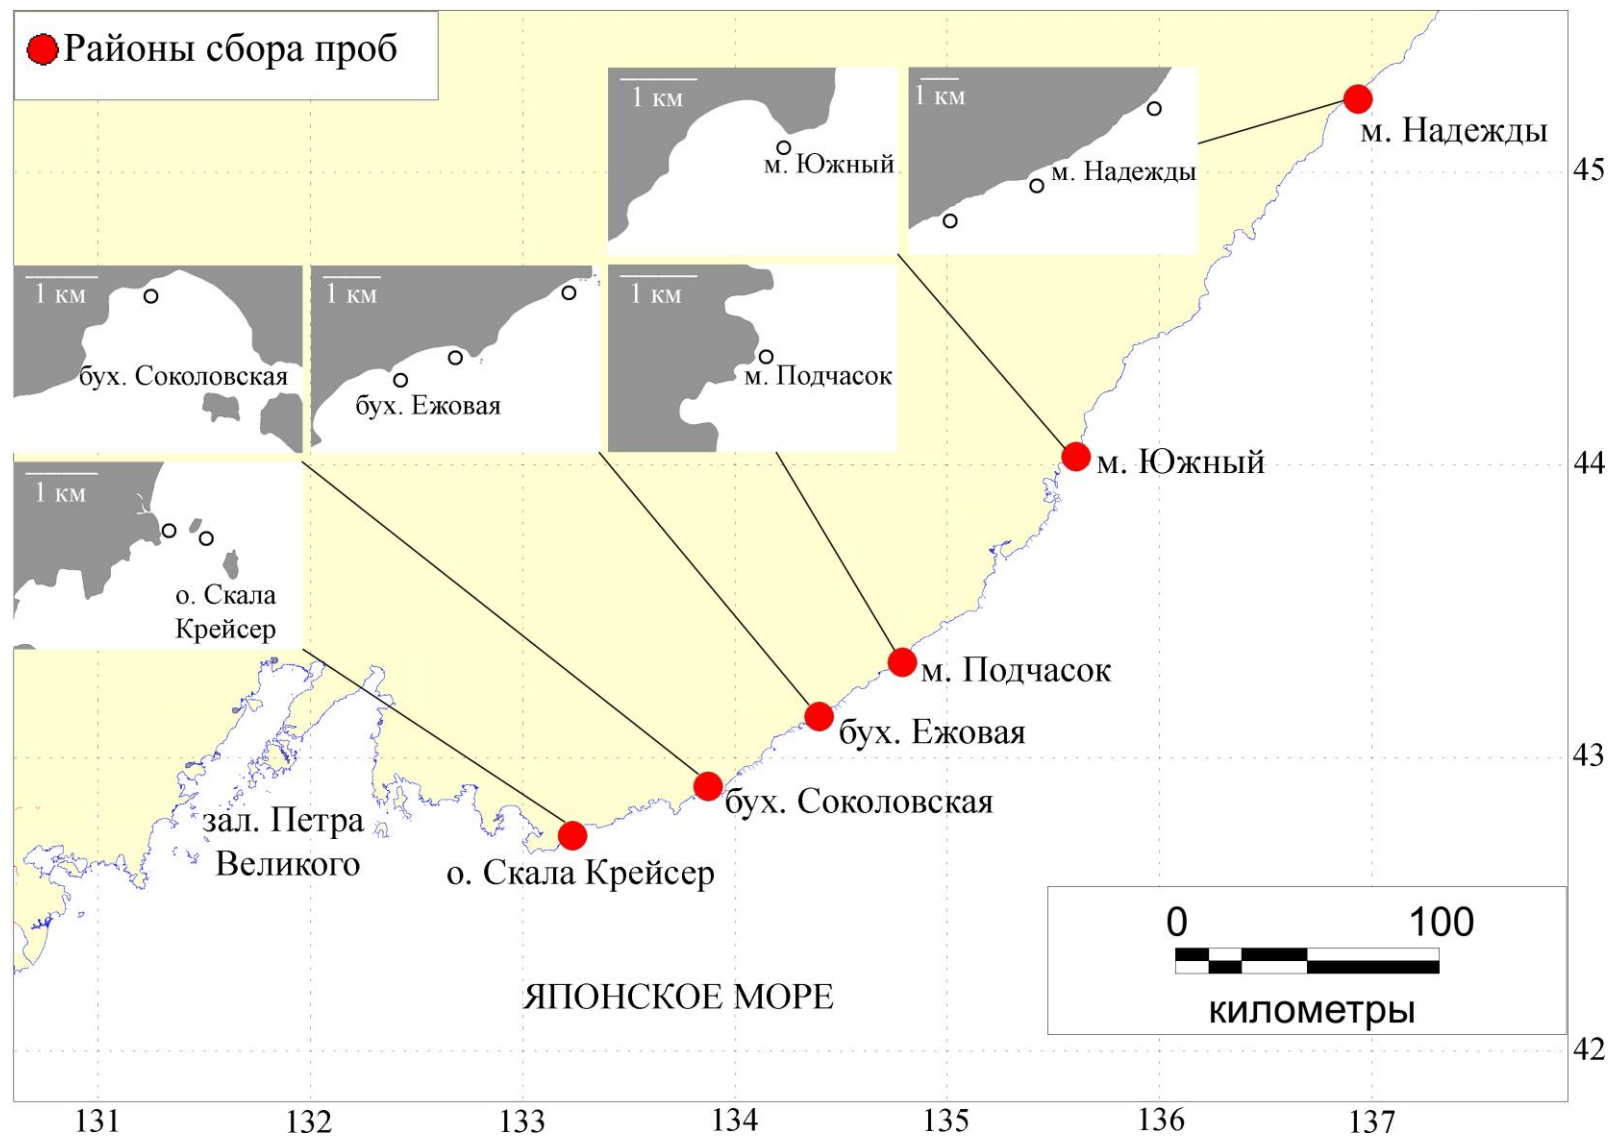 Районы сбора проб
1 км
м. Южный
1 км
м. Надежды
м. Надежды
45
1 км
бух. Соколовская
1 км
бух. Ежовая
1 км
м. Подчасок
м. Южный
44
1 км
о. Скала
Крейсер
м. Подчасок
бух. Ежовая
43
бух. Соколовская
зал. Петра
Великого
о. Скала Крейсер
0 100
километры
ЯПОНСКОЕ МОРЕ
42
131 132 133 134 135 136 137